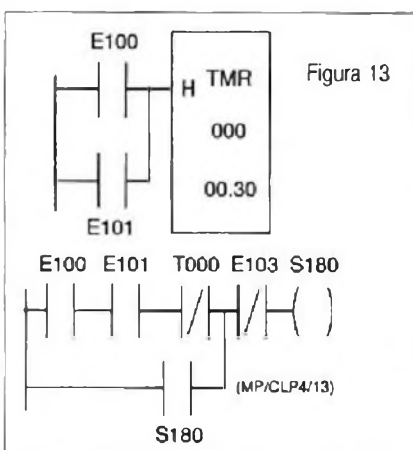 E100
Figura 13
H TMR
000
00.30
E101
E100 E101 T000 E103 S180
(MP/CLP4/13)
S180